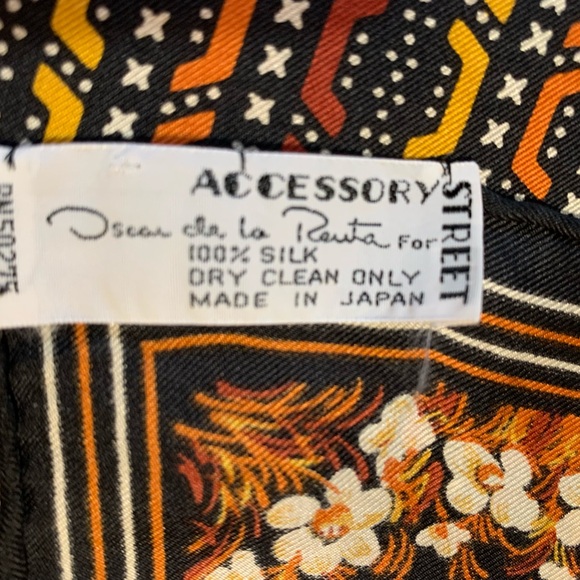 ACCESSORY
STREET
Oscar de la Renta FOR
100% SILK
DRY CLEAN ONLY
MADE IN JAPAN